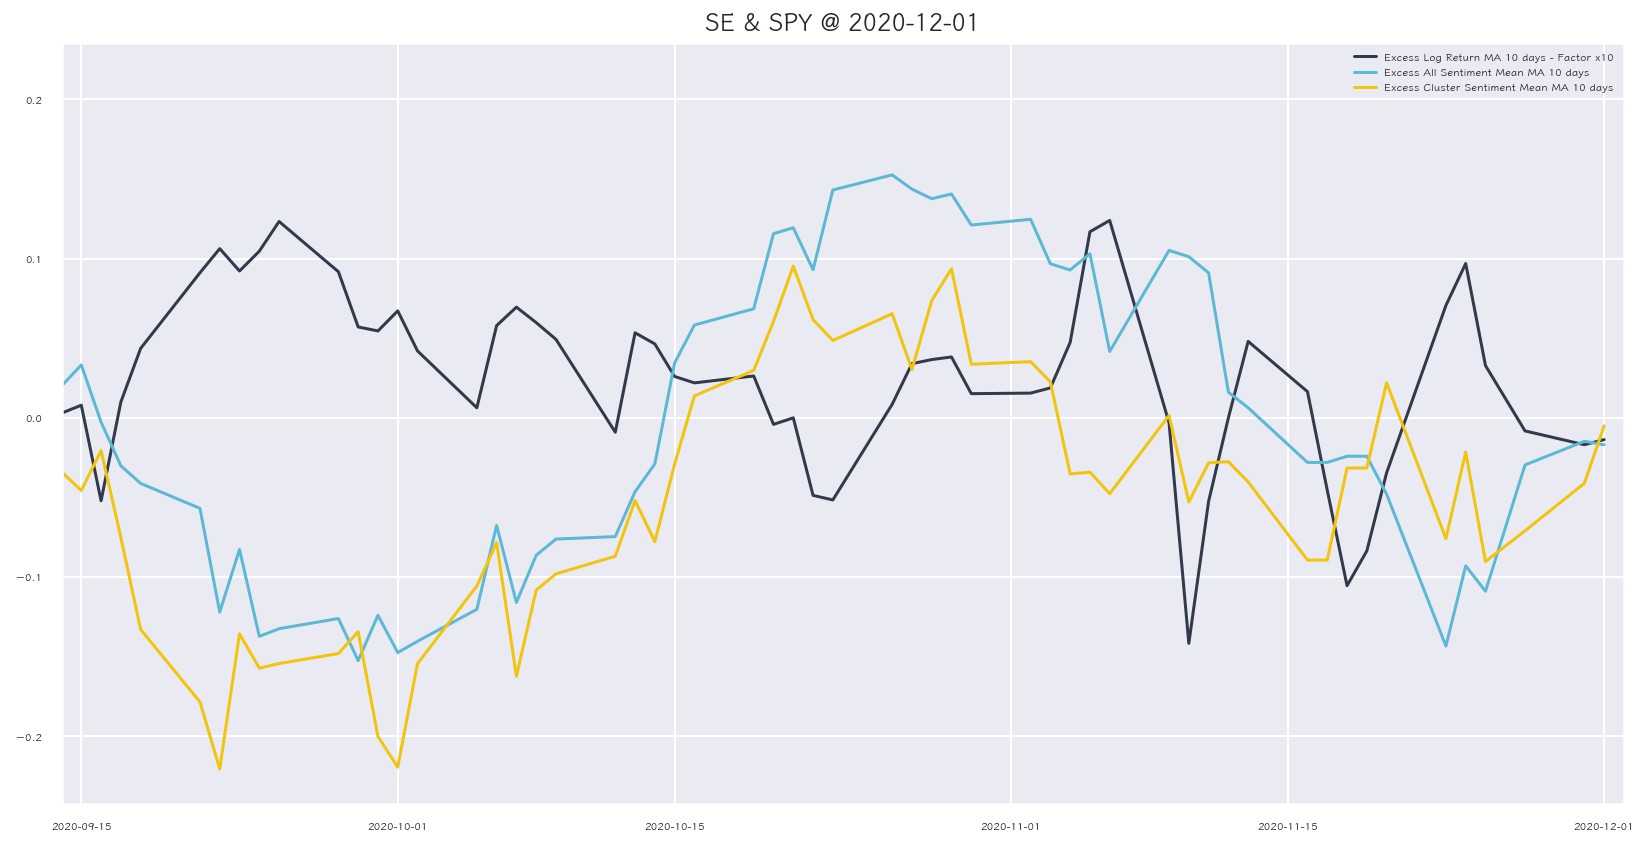 SE & SPY @ 2020-12-01
Excess Log Return MA 10 days - Factor x10
Excess All Sentiment Mean MA 10 days
Excess Cluster Sentiment Mean MA 10 days
0.2
0.1
0.0
−0.1
−0.2
2020-09-15 2020-10-01 2020-10-15 2020-11-01 2020-11-15 2020-12-01